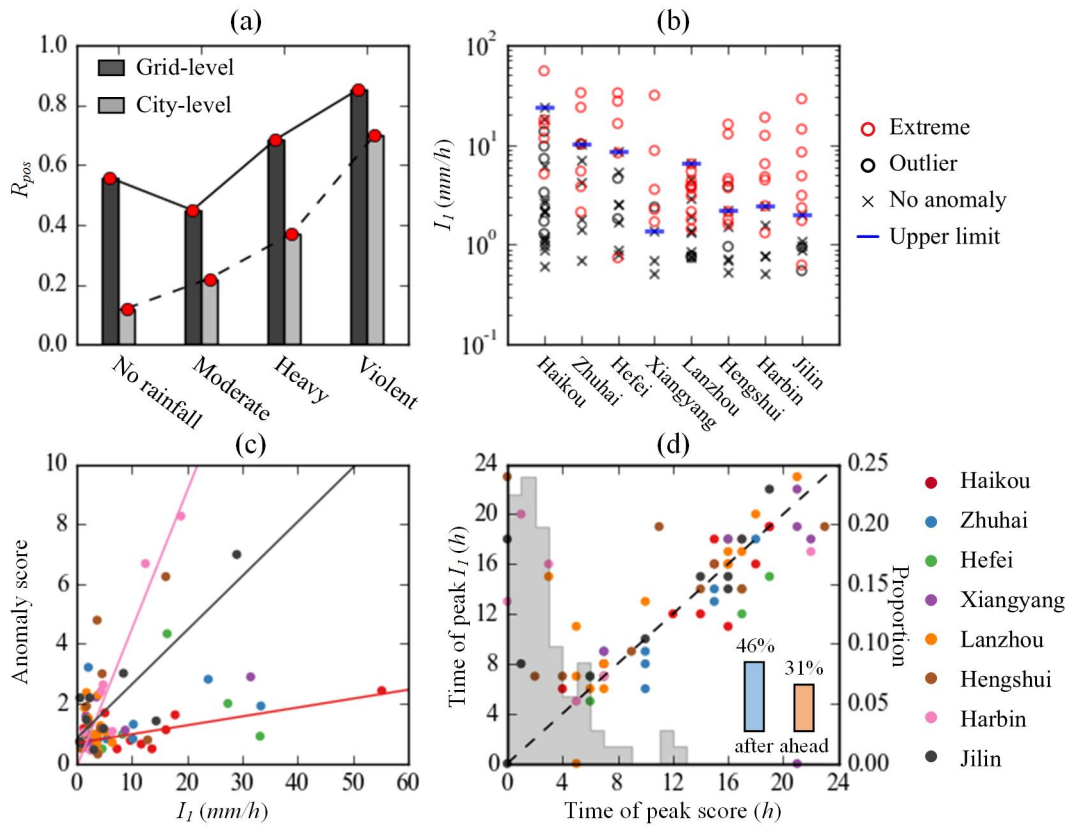 (a)
1.0
0.8
0.6
0.4
0.2
0.0
R_pos
Grid-level
City-level
No rainfall
Moderate
Heavy
Violent
(b)
10^2
10^1
10^0
10^-1
I_1 (mm/h)
Haikou
Zhuhai
Hefei
Xiangyang
Lanzhou
Hengshui
Harbin
Jilin
Extreme
Outlier
No anomaly
Upper limit
(c)
10
8
6
4
2
0
Anomaly score
0 10 20 30 40 50 60
I_1 (mm/h)
(d)
24
20
16
12
8
4
0
Time of peak I_1 (h)
0.25
0.20
0.15
0.10
0.05
0.00
Proportion
46%
31%
after ahead
0 4 8 12 16 20 24
Time of peak score (h)
Haikou
Zhuhai
Hefei
Xiangyang
Lanzhou
Hengshui
Harbin
Jilin